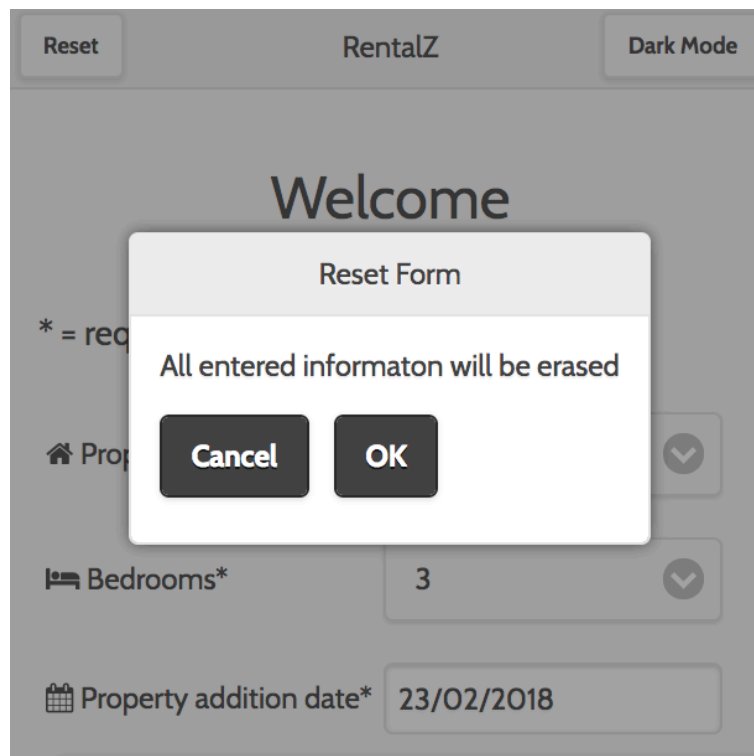 Reset RentalZ Dark Mode
Welcome
Reset Form
* = req
All entered informaton will be erased
Prop
Cancel OK
Bedrooms* 3
Property addition date* 23/02/2018